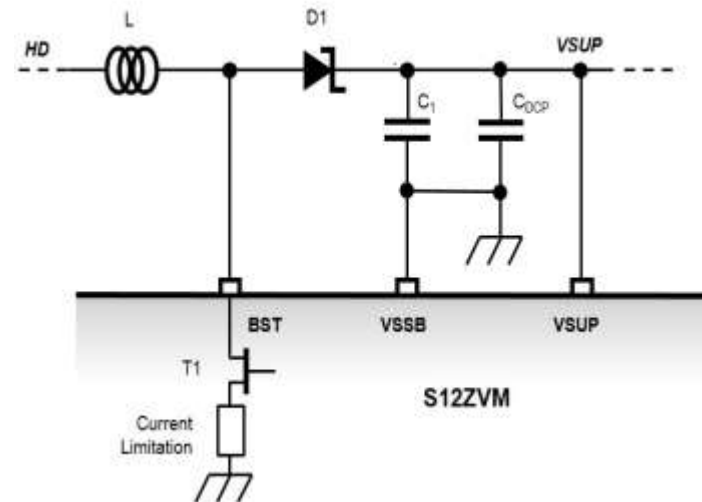 L
D1
HD
VSUP
C1
CDCP
BST
VSSB
VSUP
T1
S12ZVM
Current
Limitation